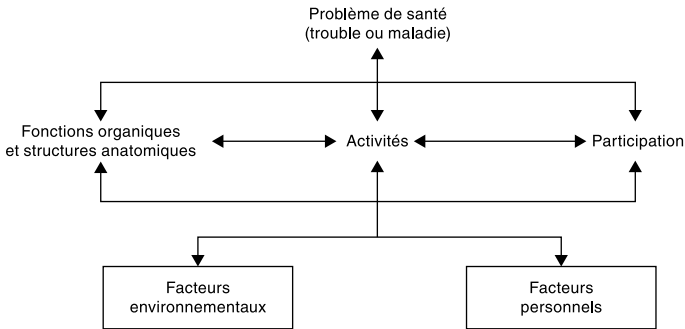 Problème de santé
(trouble ou maladie)
Fonctions organiques
et structures anatomiques
Activités
Participation
Facteurs
environnementaux
Facteurs
personnels